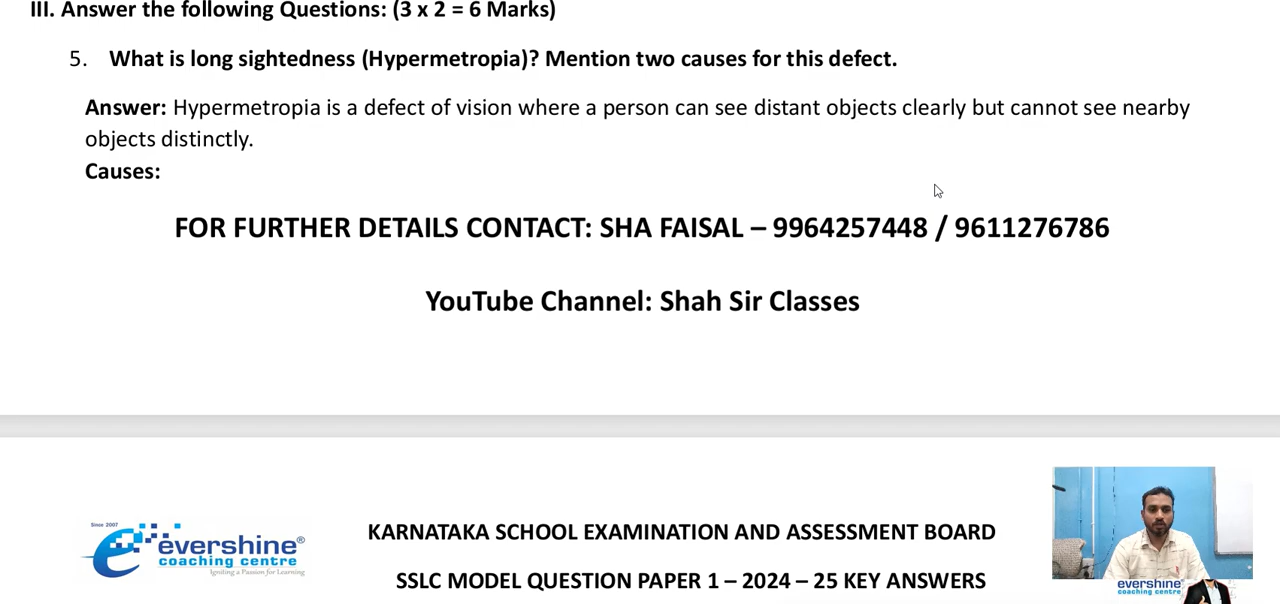 III. Answer the following Questions: (3 x 2 = 6 Marks)
5. What is long sightedness (Hypermetropia)? Mention two causes for this defect.
Answer: Hypermetropia is a defect of vision where a person can see distant objects clearly but cannot see nearby
objects distinctly.
Causes:
FOR FURTHER DETAILS CONTACT: SHA FAISAL – 9964257448 / 9611276786
YouTube Channel: Shah Sir Classes
Since 2007
evershine®
coaching centre
Igniting a Passion for Learning
KARNATAKA SCHOOL EXAMINATION AND ASSESSMENT BOARD
SSLC MODEL QUESTION PAPER 1 – 2024 – 25 KEY ANSWERS
evershine®
coaching centre